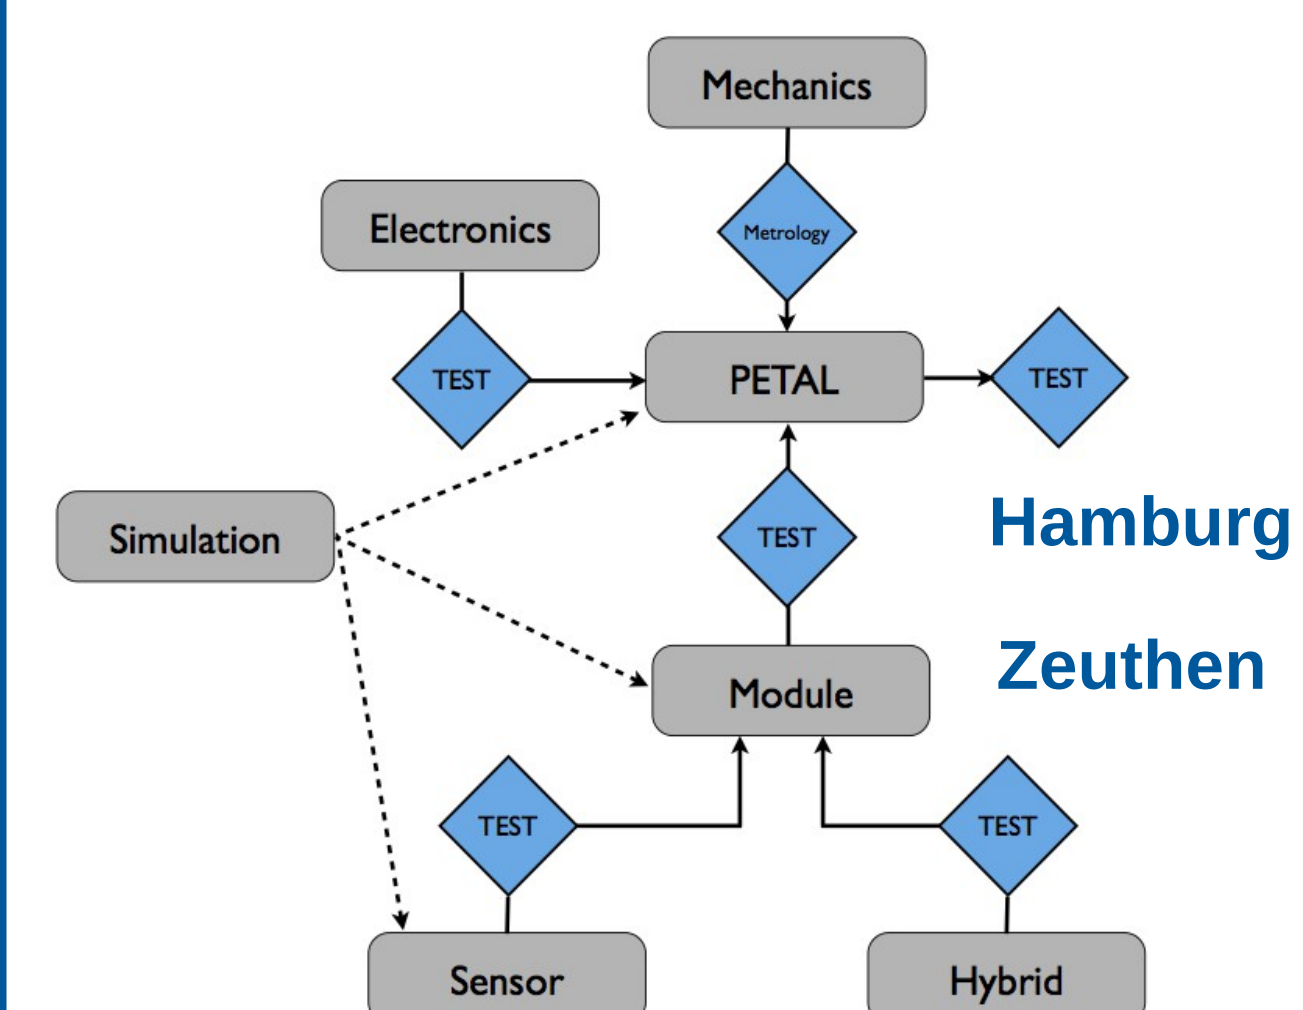 Mechanics
Electronics
Metrology
TEST
PETAL
TEST
Simulation
TEST
Hamburg
Zeuthen
Module
TEST
TEST
Sensor
Hybrid